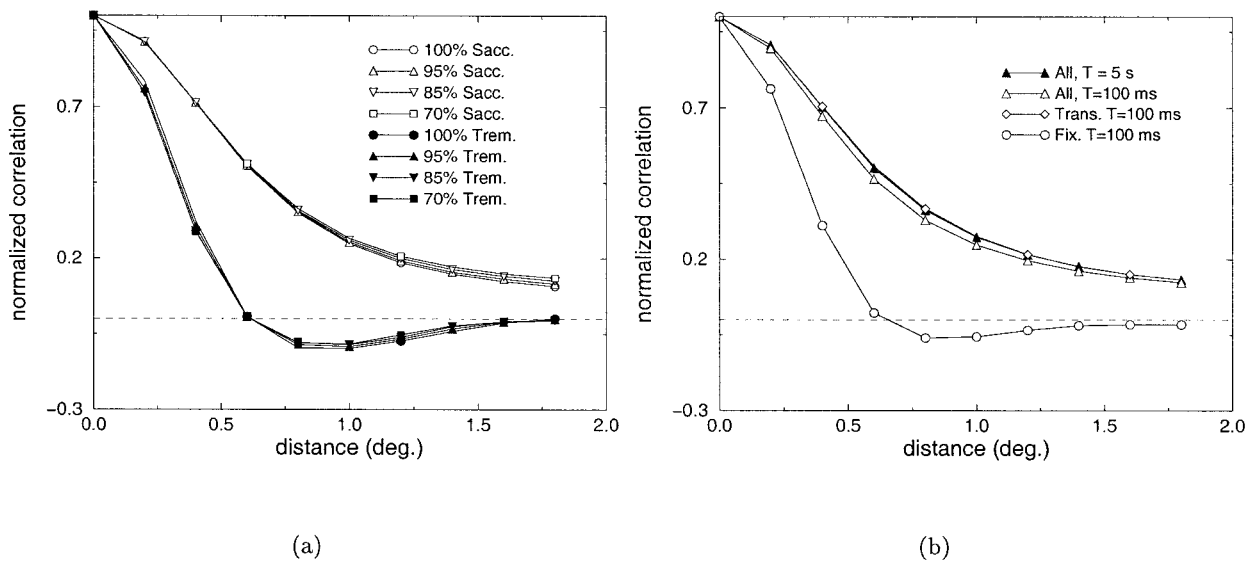 normalized correlation
0.7
0.2
-0.3
0.0
0.5
1.0
1.5
2.0
distance (deg.)
100% Sacc.
95% Sacc.
85% Sacc.
70% Sacc.
100% Trem.
95% Trem.
85% Trem.
70% Trem.
(a)
normalized correlation
0.7
0.2
-0.3
0.0
0.5
1.0
1.5
2.0
distance (deg.)
All, T = 5 s
All, T=100 ms
Trans. T=100 ms
Fix. T=100 ms
(b)